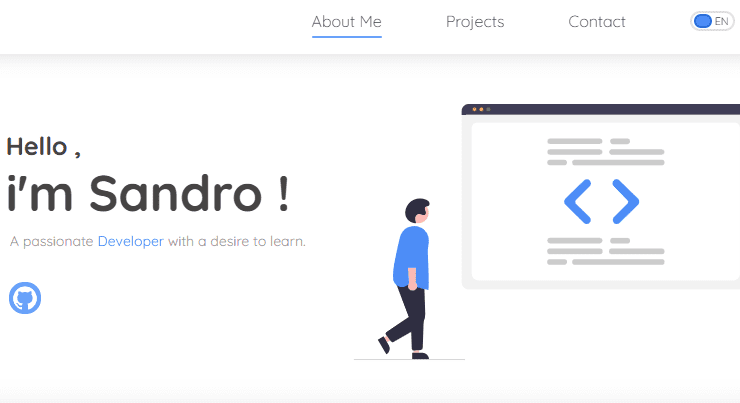 About Me Projects Contact EN
Hello ,
i'm Sandro !
A passionate Developer with a desire to learn.